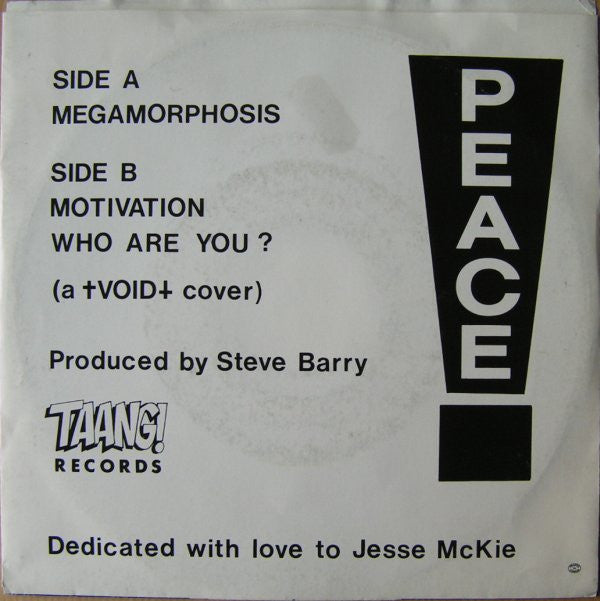 SIDE A
MEGAMORPHOSIS
SIDE B
MOTIVATION
WHO ARE YOU ?
(a ✝VOID⸸ cover)
Produced by Steve Barry
TAANG!
RECORDS
Dedicated with love to Jesse McKie
PEACE